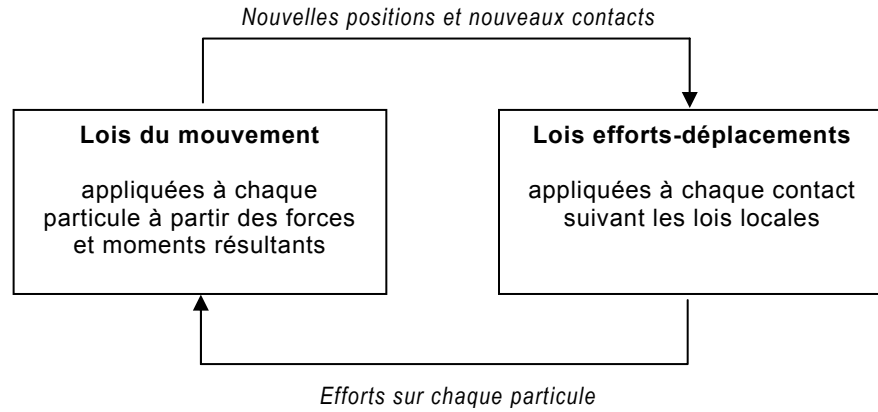 Nouvelles positions et nouveaux contacts
Lois du mouvement
appliquées à chaque
particule à partir des forces
et moments résultants
Lois efforts-déplacements
appliquées à chaque contact
suivant les lois locales
Efforts sur chaque particule